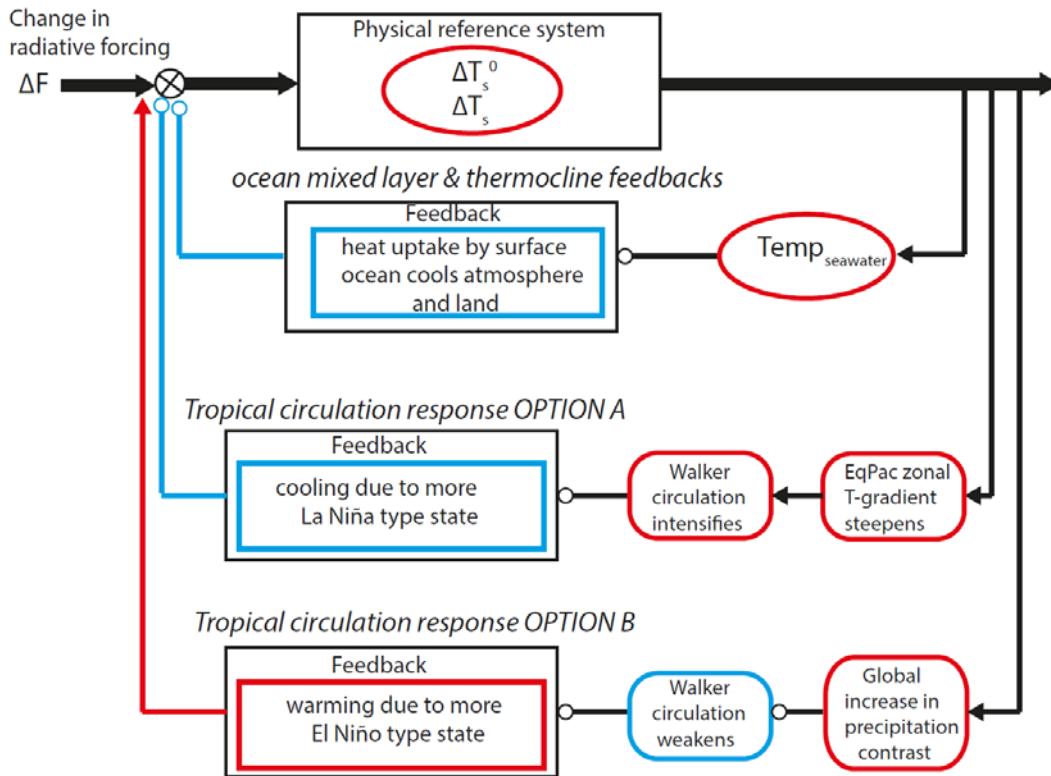 Change in
radiative forcing
ΔF
Physical reference system
ΔTₛ⁰
ΔTₛ
ocean mixed layer & thermocline feedbacks
Feedback
heat uptake by surface
ocean cools atmosphere
and land
Temp seawater
Tropical circulation response OPTION A
Feedback
cooling due to more
La Niña type state
Walker
circulation
intensifies
EqPac zonal
T-gradient
steepens
Tropical circulation response OPTION B
Feedback
warming due to more
El Niño type state
Walker
circulation
weakens
Global
increase in
precipitation
contrast